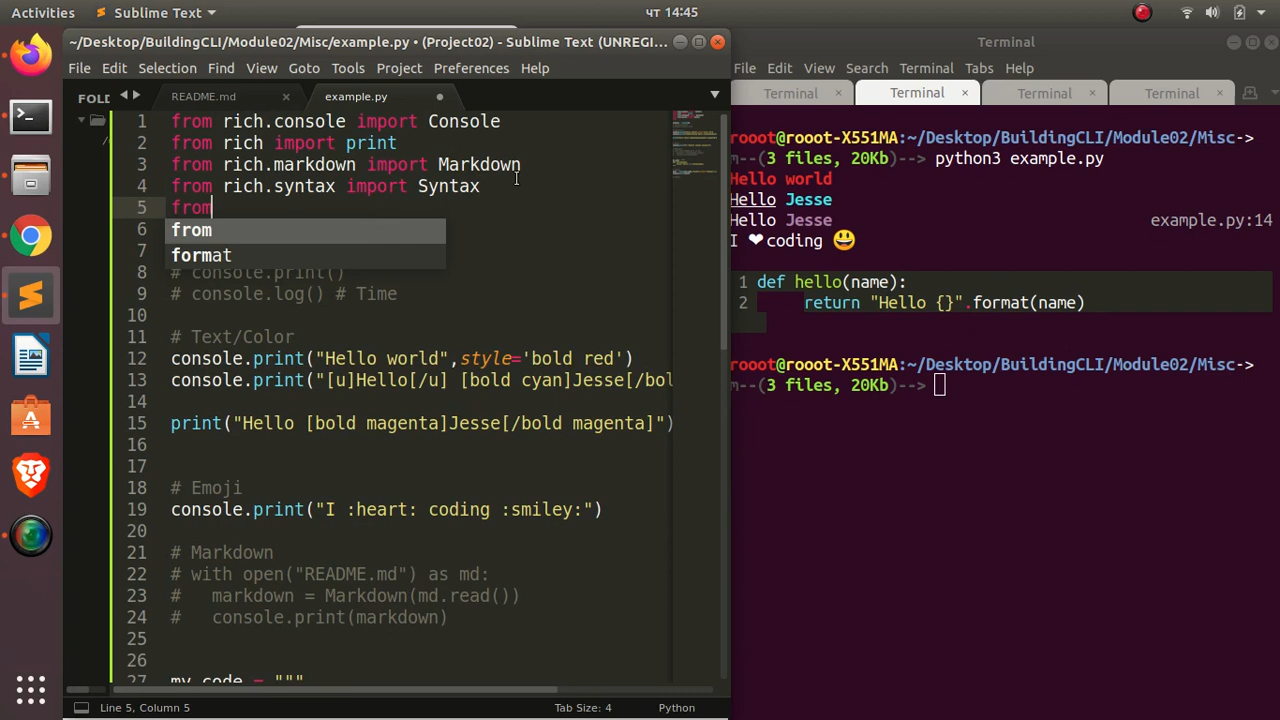 Activities
Sublime Text
чт 14:45
~/Desktop/BuildingCLI/Module02/Misc/example.py • (Project02) - Sublime Text (UNREGI...
File Edit Selection Find View Goto Tools Project Preferences Help
FOLD
README.md
example.py
1 from rich.console import Console
2 from rich import print
3 from rich.markdown import Markdown
4 from rich.syntax import Syntax
5 from
6
from
7
format
8 # console.print()
9 # console.log() # Time
10
11 # Text/Color
12 console.print("Hello world",style='bold red')
13 console.print("[u]Hello[/u] [bold cyan]Jesse[/bol
14
15 print("Hello [bold magenta]Jesse[/bold magenta]")
16
17
18 # Emoji
19 console.print("I :heart: coding :smiley:")
20
21 # Markdown
22 # with open("README.md") as md:
23 #   markdown = Markdown(md.read())
24 #   console.print(markdown)
25
26
27 my_code = """
Line 5, Column 5
Tab Size: 4
Python
Terminal
File Edit View Search Terminal Tabs Help
Terminal
Terminal
Terminal
Terminal
rooot@rooot-X551MA:~/Desktop/BuildingCLI/Module02/Misc->
m--(3 files, 20Kb)--> python3 example.py
Hello world
Hello Jesse
Hello Jesse example.py:14
I ❤coding 😃
1 def hello(name):
2     return "Hello {}".format(name)
rooot@rooot-X551MA:~/Desktop/BuildingCLI/Module02/Misc->
m--(3 files, 20Kb)-->